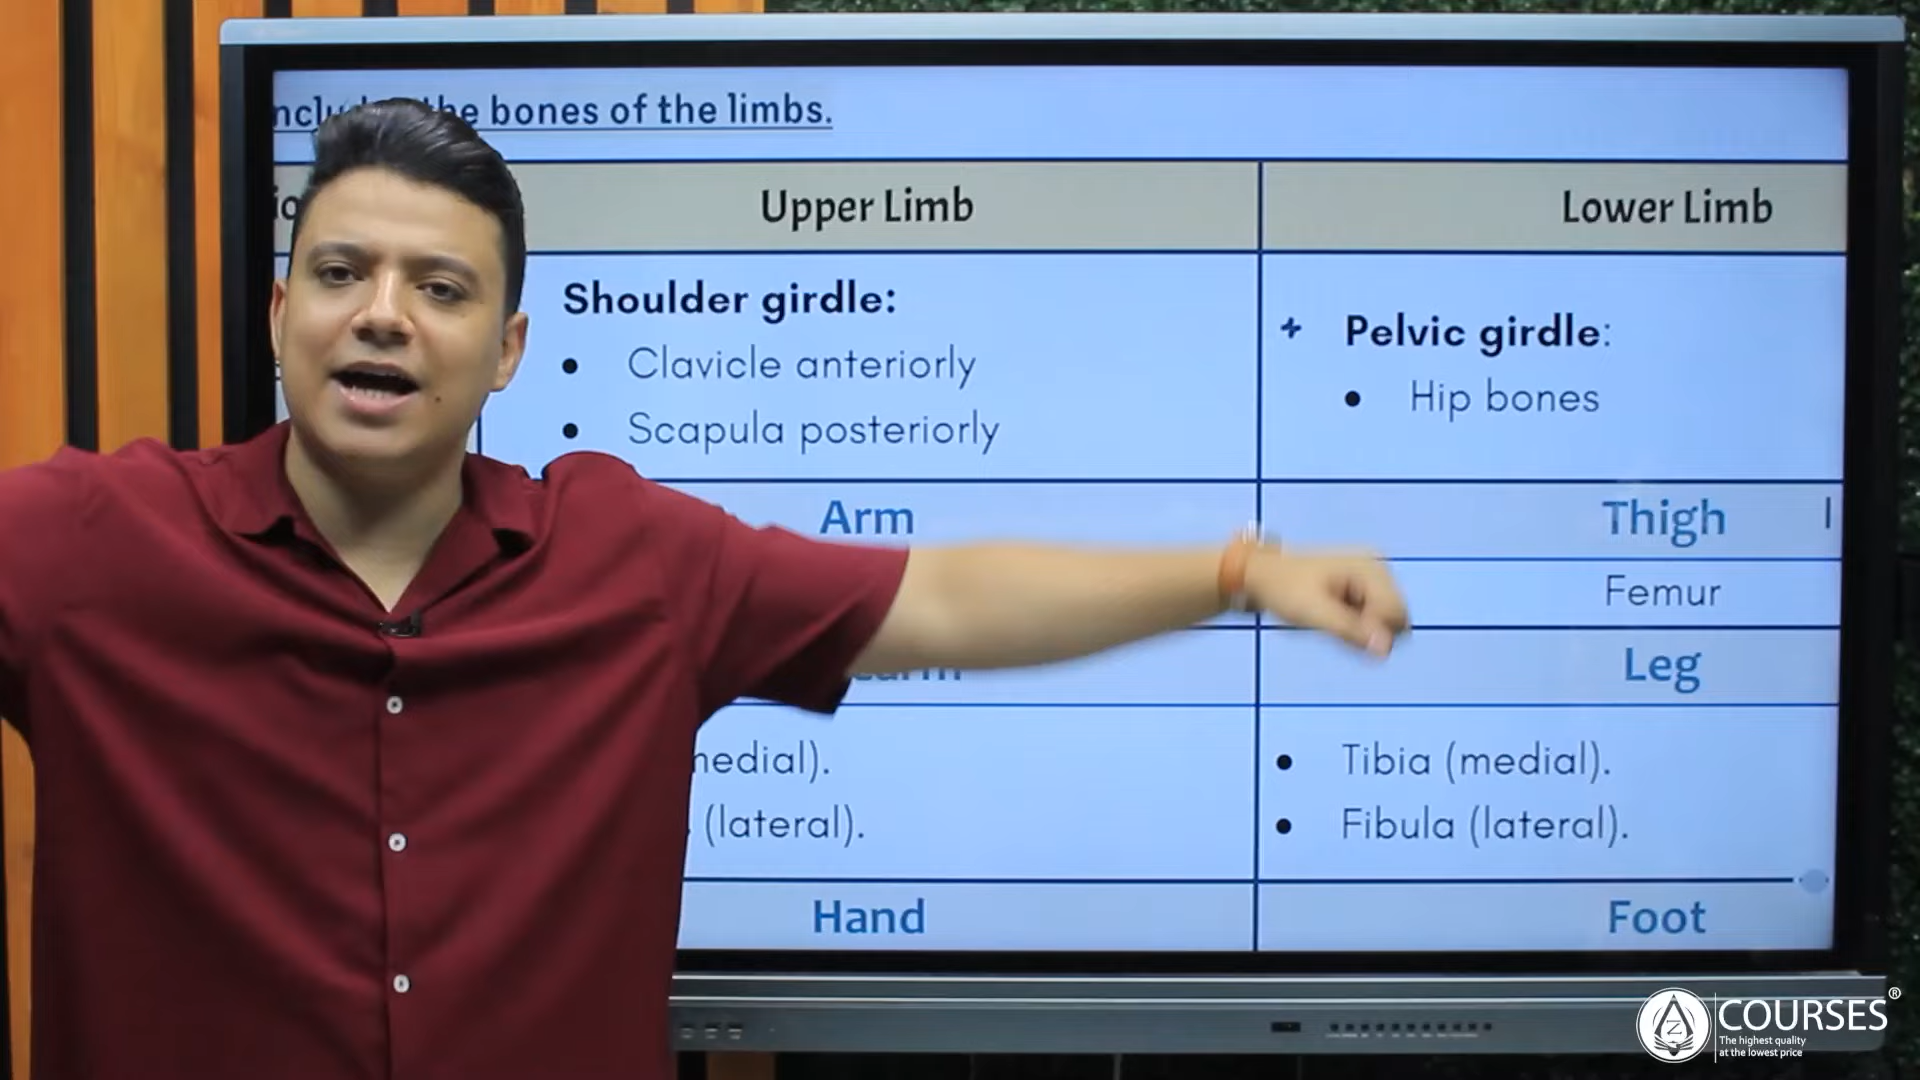 the bones of the limbs.
Upper Limb
Lower Limb
Shoulder girdle:
• Clavicle anteriorly
• Scapula posteriorly
+ Pelvic girdle:
• Hip bones
Arm
Thigh
Femur
Leg
(lateral).
• Tibia (medial).
• Fibula (lateral).
Hand
Foot
COURSES®
The highest quality
at the lowest price